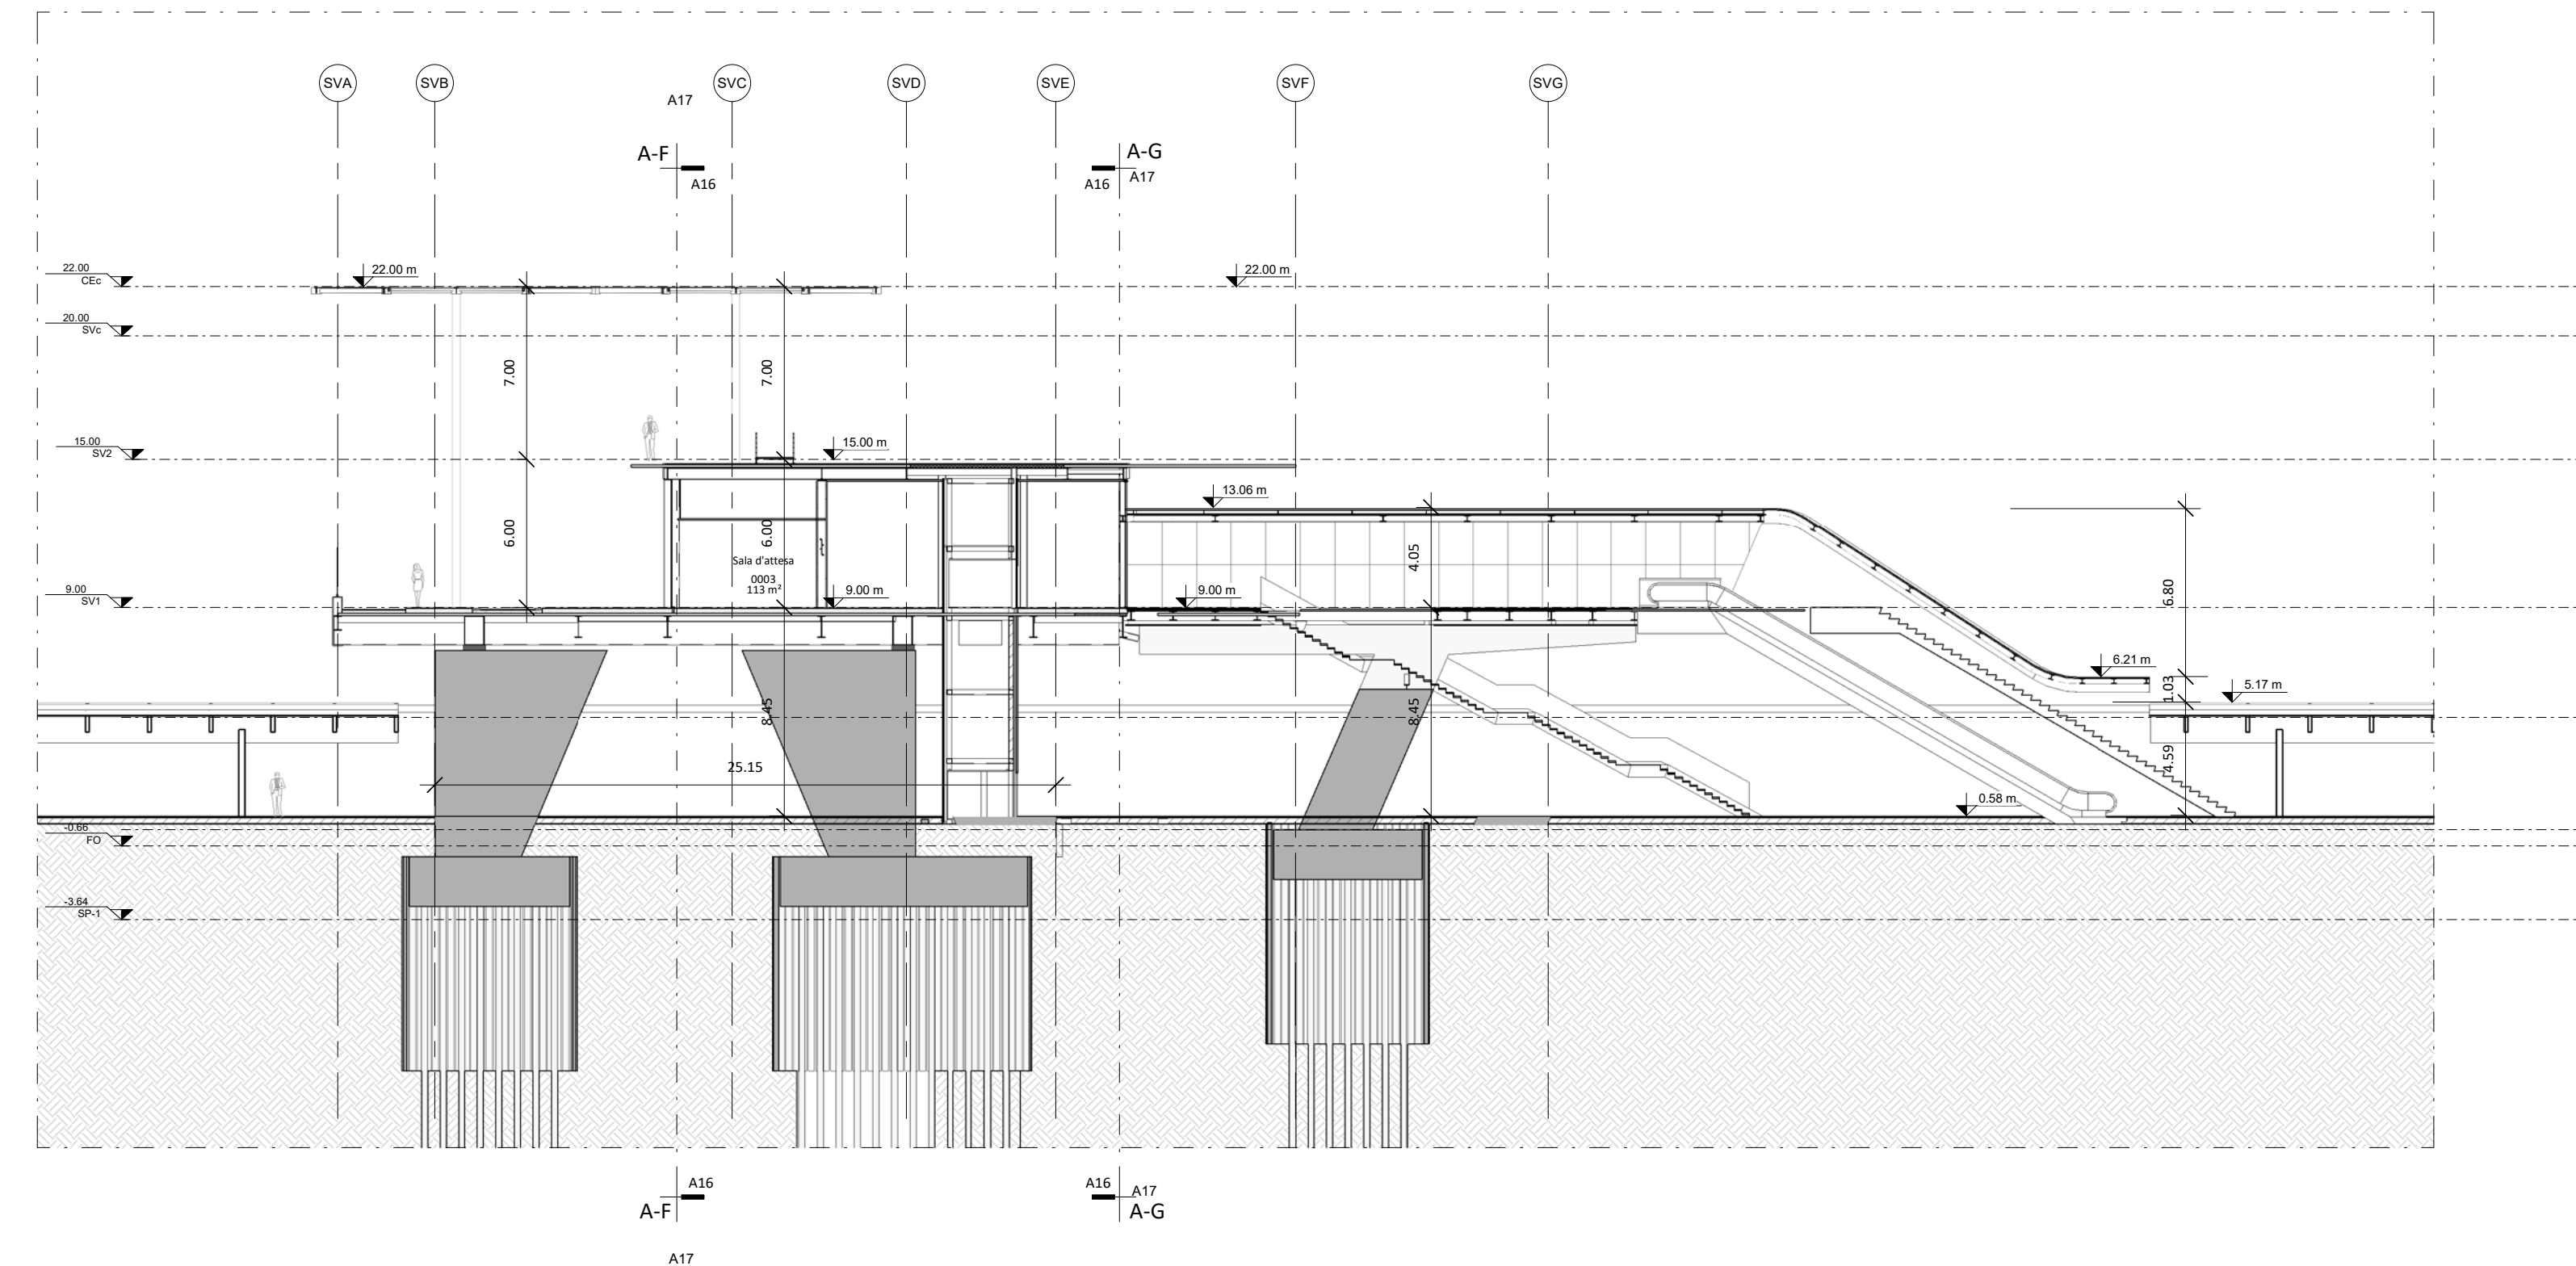 SVA SVB SVC SVD SVE SVF SVG
A17
A-F A-G
A16 A16 A17
22.00
CEc
22.00 m 22.00 m
20.00
SVc
7.00 7.00
15.00
SV2
15.00 m
13.06 m
6.00 6.00 4.05 6.80
Sala d'attesa
0003
113 m²
9.00
SV1
9.00 m 9.00 m
6.21 m
1.03
5.17 m
8.45 8.45
4.59
25.15
0.58 m
-0.66
FO
-3.64
SP-1
A16 A16 A17
A-F A-G
A17